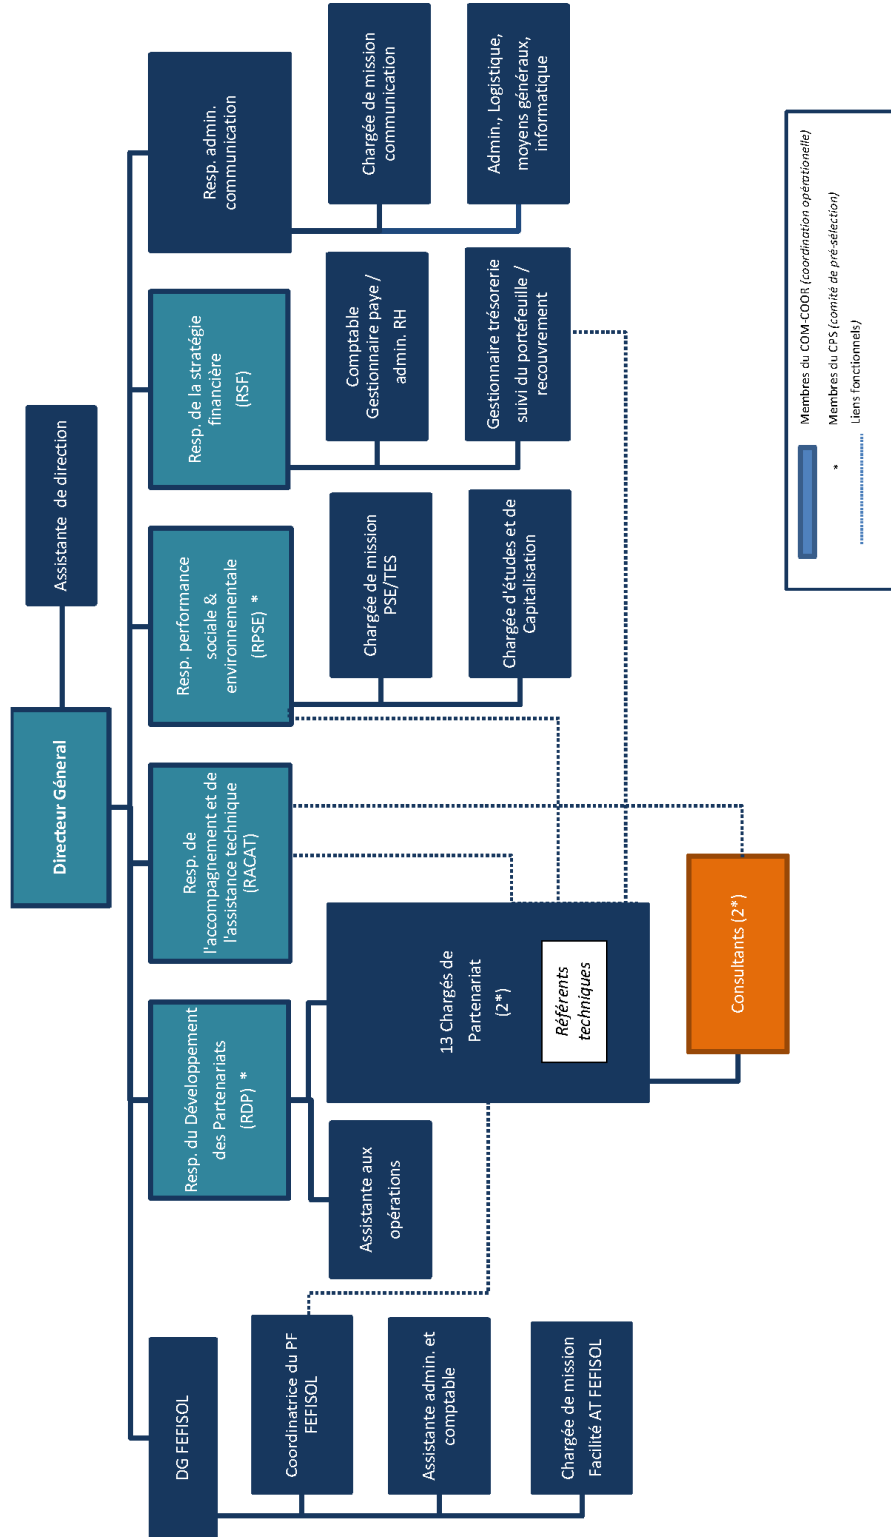 Directeur Géneral
Assistante de direction
DG FEFISOL
Coordinatrice du PF
FEFISOL
Assistante admin. et
comptable
Chargée de mission
Facilité AT FEFISOL
Resp. du Développement
des Partenariats
(RDP) *
Assistante aux
opérations
13 Chargés de
Partenariat
(2*)
Référents
techniques
Consultants (2*)
Resp. de
l'accompagnement et de
l'assistance technique
(RACAT)
Resp. performance
sociale &
environnementale
(RPSE) *
Chargée de mission
PSE/TES
Chargée d'études et de
Capitalisation
Resp. de la stratégie
financière
(RSF)
Comptable
Gestionnaire paye /
admin. RH
Gestionnaire trésorerie
suivi du portefeuille /
recouvrement
Resp. admin.
communication
Chargée de mission
communication
Admin., Logistique,
moyens généraux,
informatique
Membres du COM-COOR (coordination opérationelle)
* Membres du CPS (comité de pré-sélection)
Liens fonctionnels